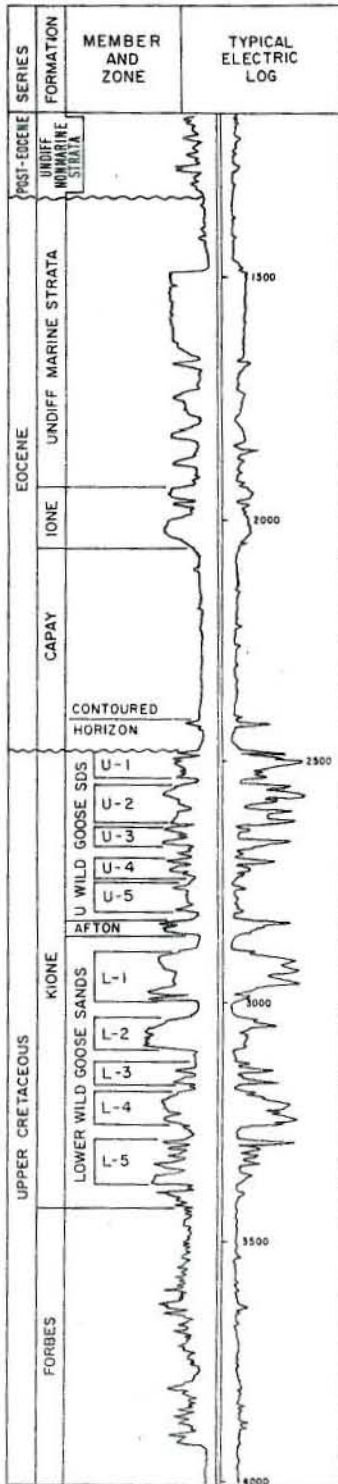 SERIES
FORMATION
MEMBER
AND
ZONE
TYPICAL
ELECTRIC
LOG
POST-EOCENE
UNDIFF
NONMARINE
STRATA
EOCENE
UNDIFF MARINE STRATA
1500
IONE
2000
CAPAY
CONTOURED
HORIZON
UPPER CRETACEOUS
KIONE
U WILD GOOSE SDS
U-1
2500
U-2
U-3
U-4
U-5
AFTON
LOWER WILD GOOSE SANDS
L-1
3000
L-2
L-3
L-4
L-5
FORBES
3500
4000